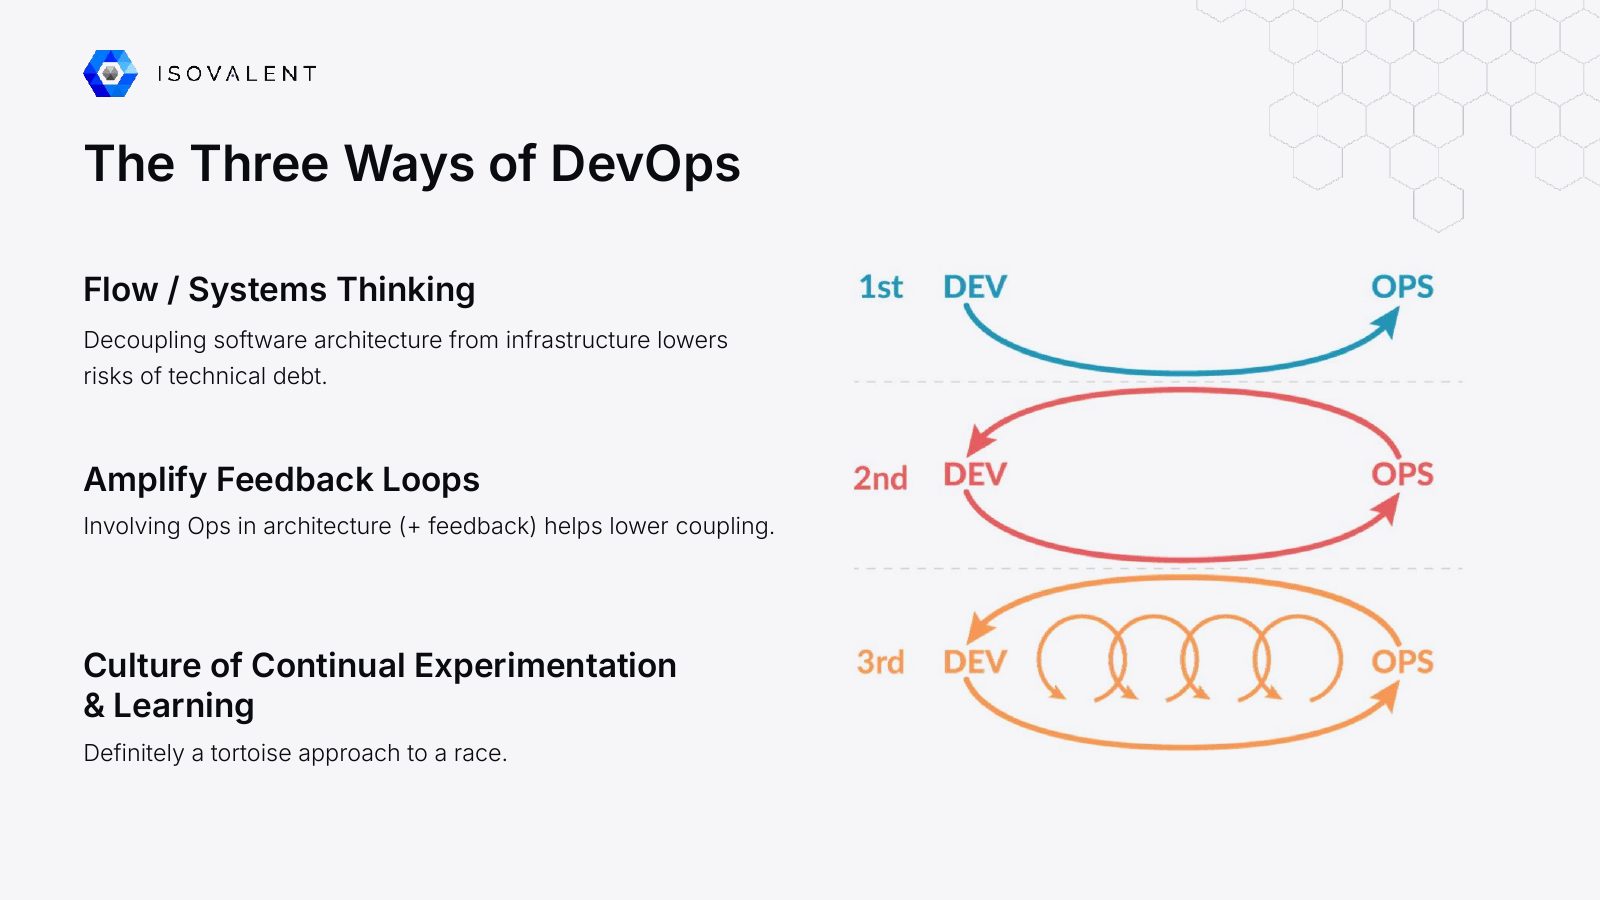 ISOVALENT
The Three Ways of DevOps
Flow / Systems Thinking
Decoupling software architecture from infrastructure lowers
risks of technical debt.
Amplify Feedback Loops
Involving Ops in architecture (+ feedback) helps lower coupling.
Culture of Continual Experimentation
& Learning
Definitely a tortoise approach to a race.
1st DEV OPS
2nd DEV OPS
3rd DEV OPS